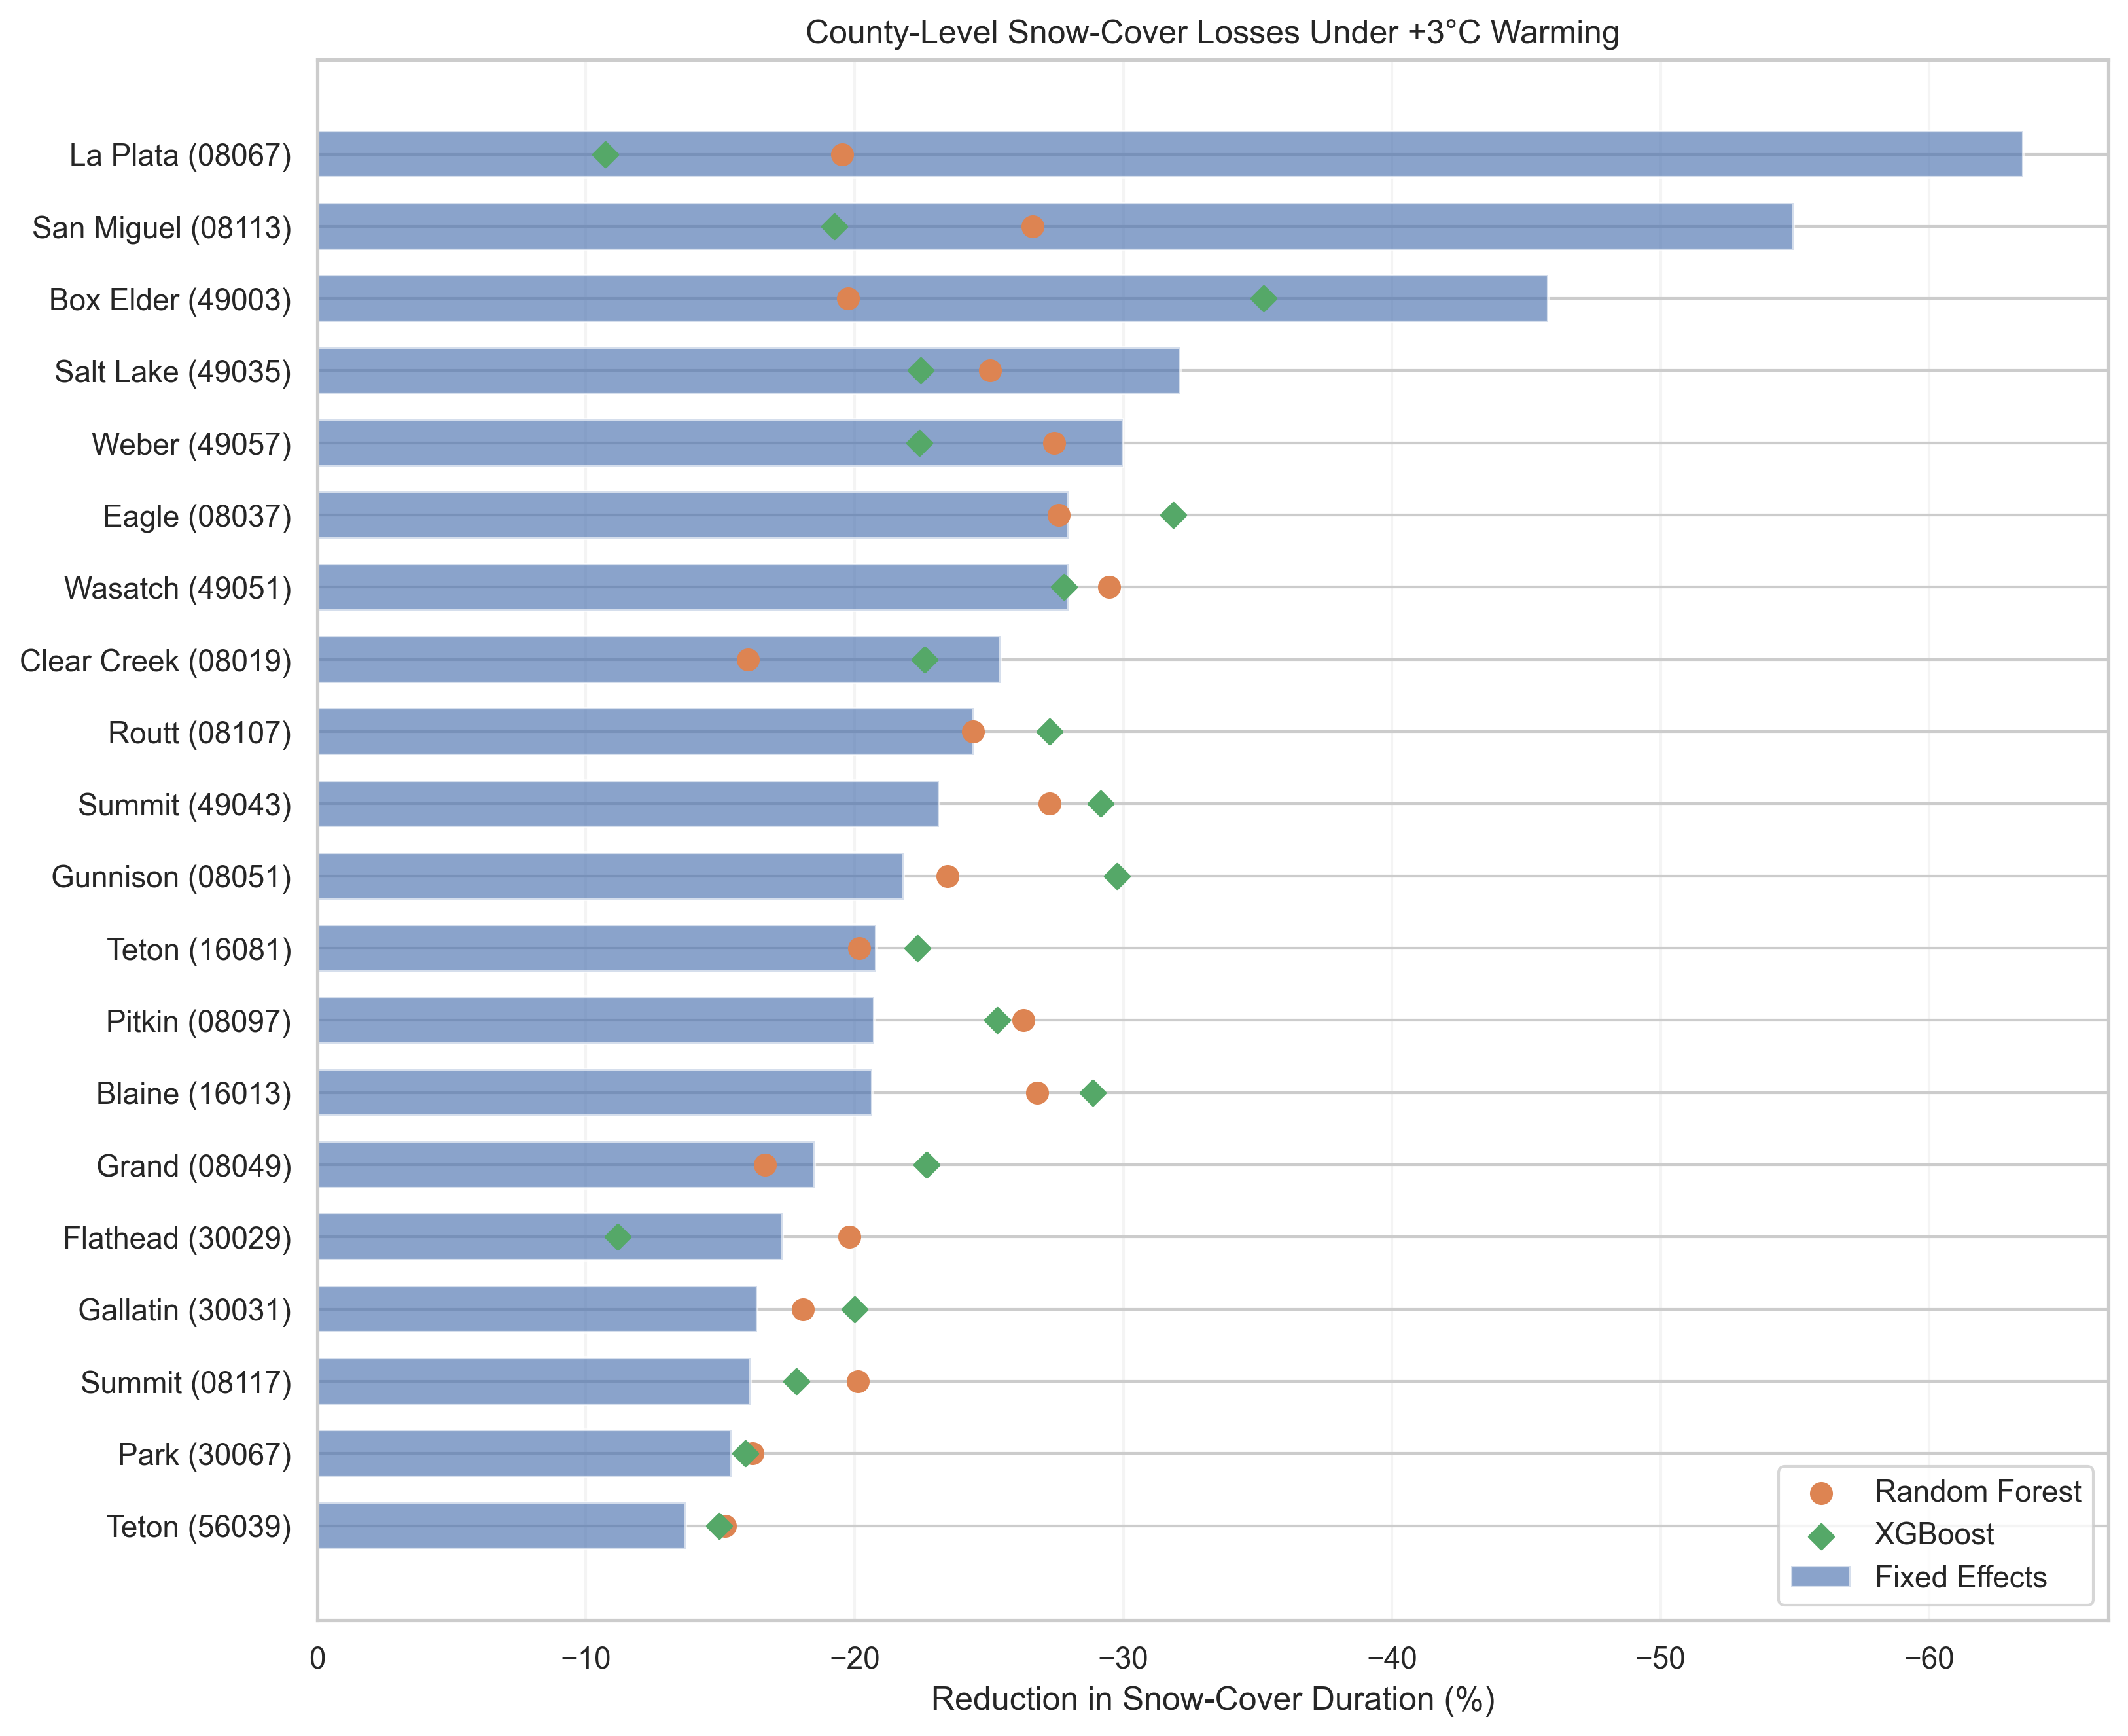 County-Level Snow-Cover Losses Under +3°C Warming
La Plata (08067)
San Miguel (08113)
Box Elder (49003)
Salt Lake (49035)
Weber (49057)
Eagle (08037)
Wasatch (49051)
Clear Creek (08019)
Routt (08107)
Summit (49043)
Gunnison (08051)
Teton (16081)
Pitkin (08097)
Blaine (16013)
Grand (08049)
Flathead (30029)
Gallatin (30031)
Summit (08117)
Park (30067)
Teton (56039)
Random Forest
XGBoost
Fixed Effects
0 −10 −20 −30 −40 −50 −60
Reduction in Snow-Cover Duration (%)